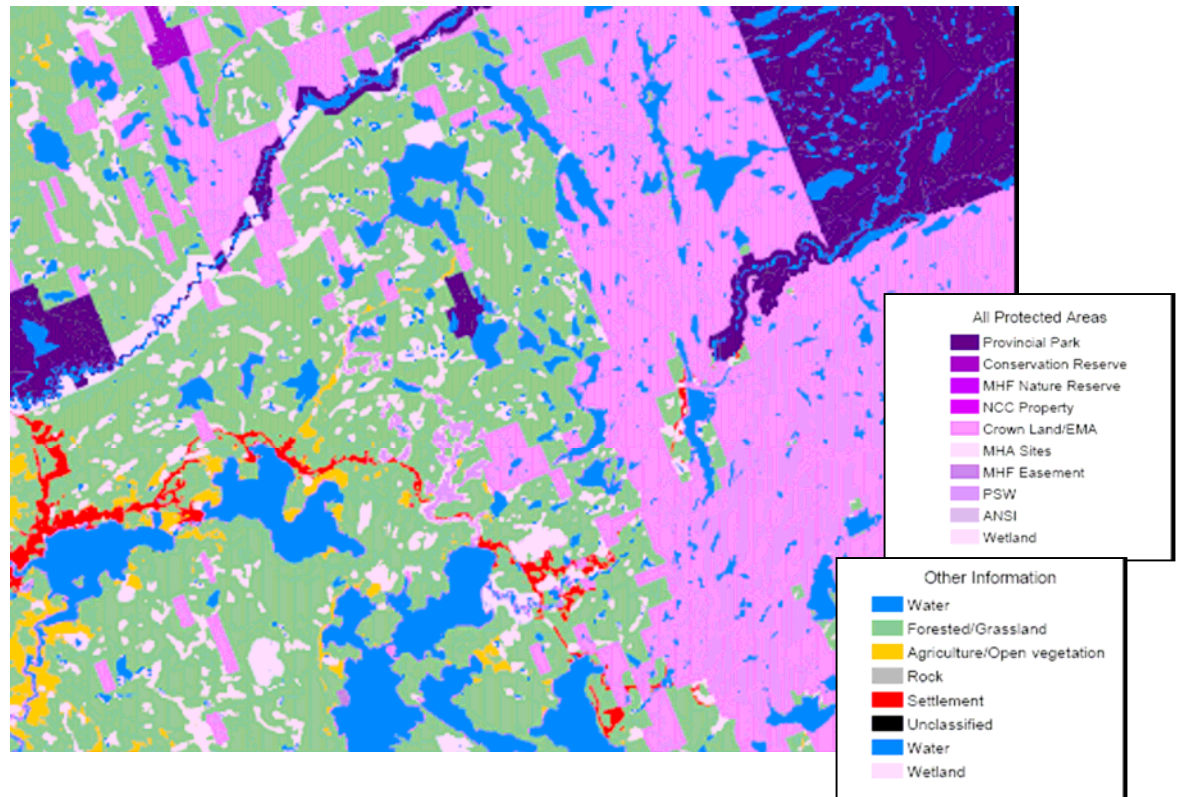 All Protected Areas
Provincial Park
Conservation Reserve
MHF Nature Reserve
NCC Property
Crown Land/EMA
MHA Sites
MHF Easement
PSW
ANSI
Wetland
Other Information
Water
Forested/Grassland
Agriculture/Open vegetation
Rock
Settlement
Unclassified
Water
Wetland